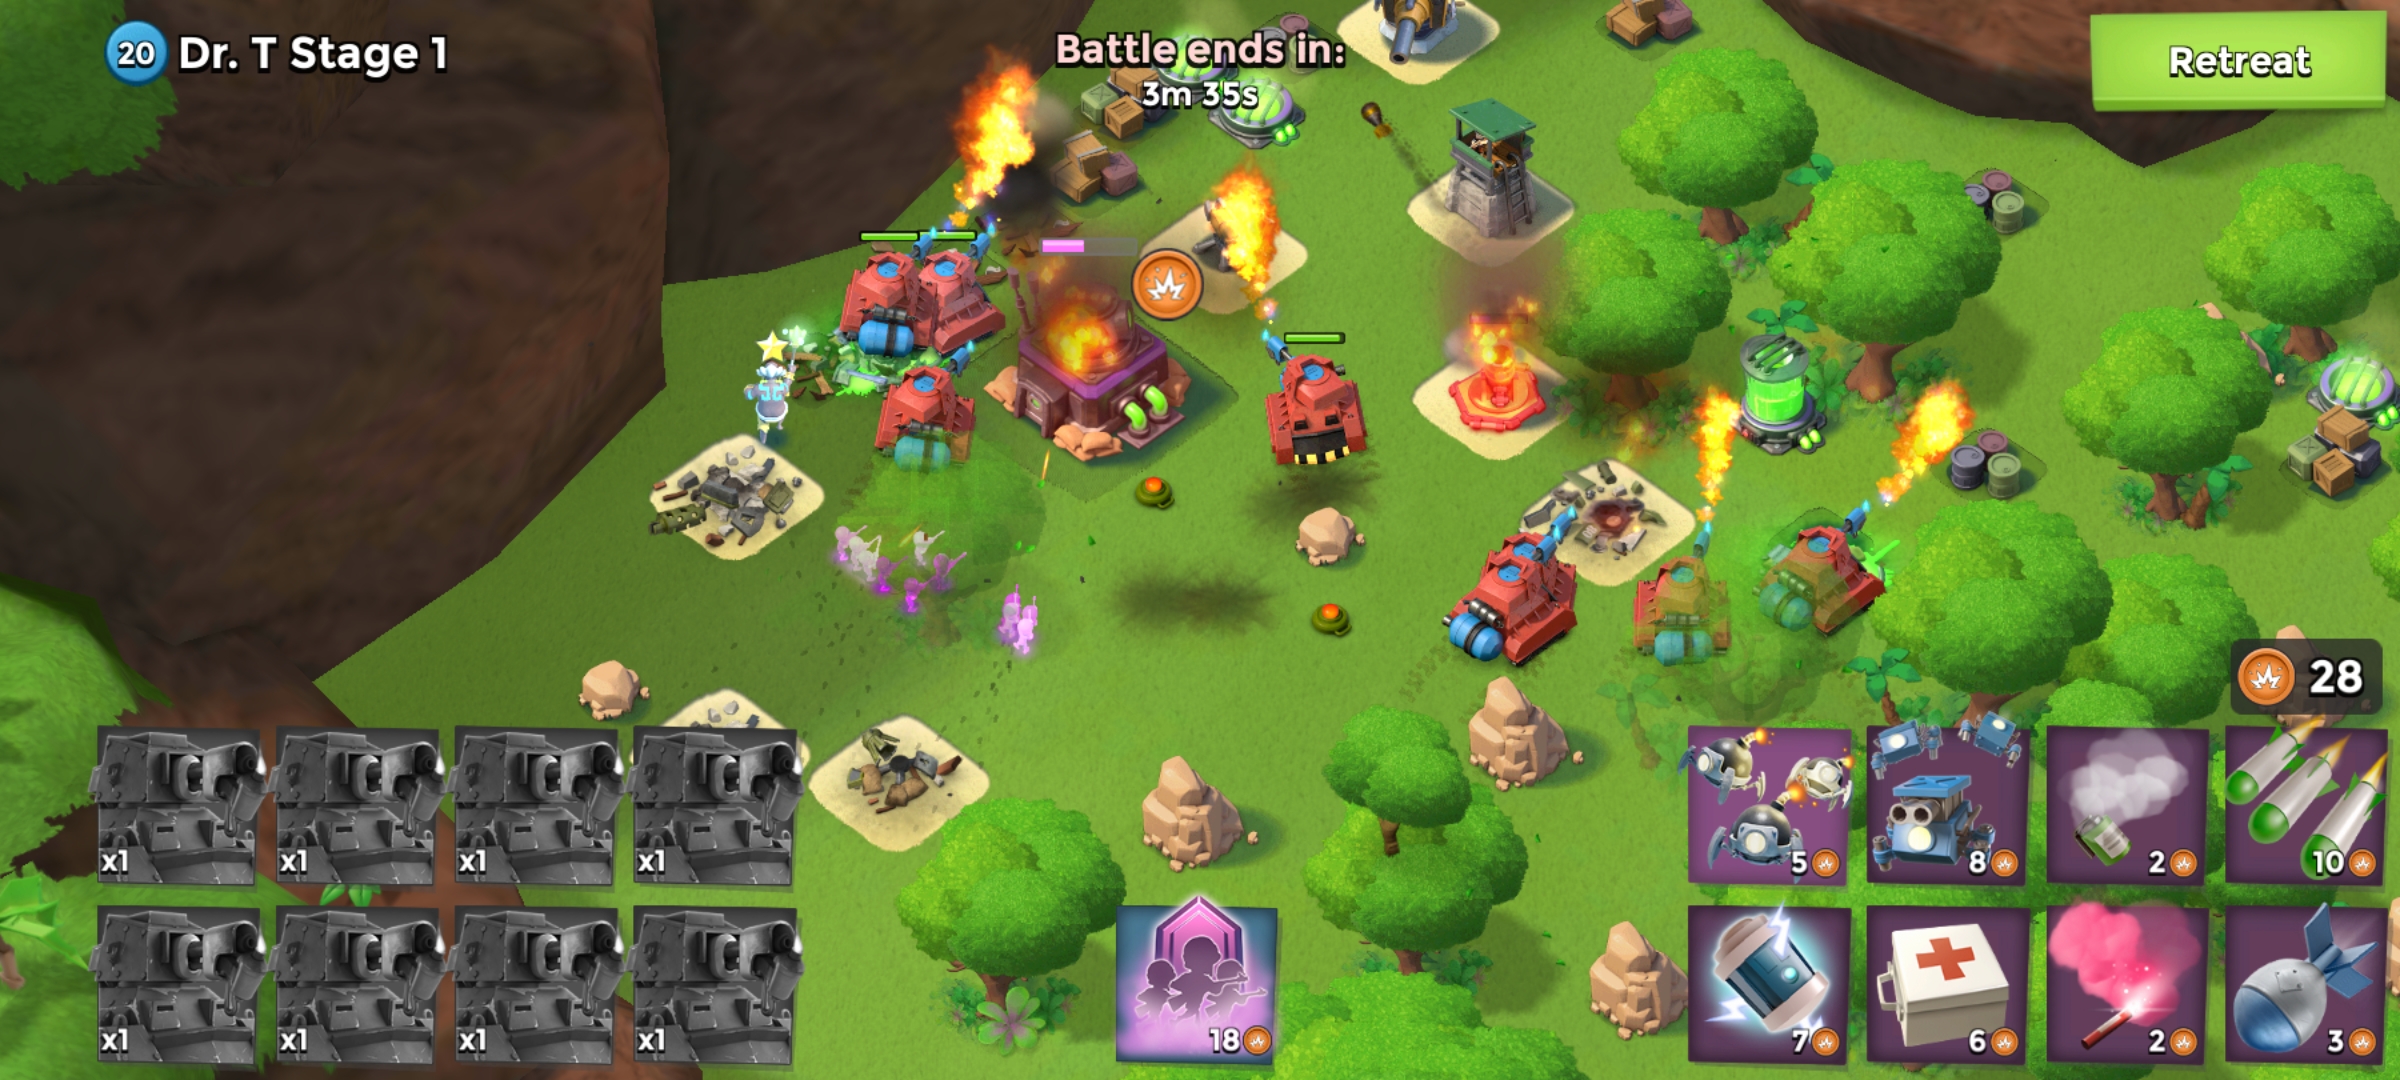 20 Dr. T Stage 1
Battle ends in:
3m 35s
Retreat
28
x1 x1 x1 x1
5 8 2 10
x1 x1 x1 x1
18
7 6 2 3